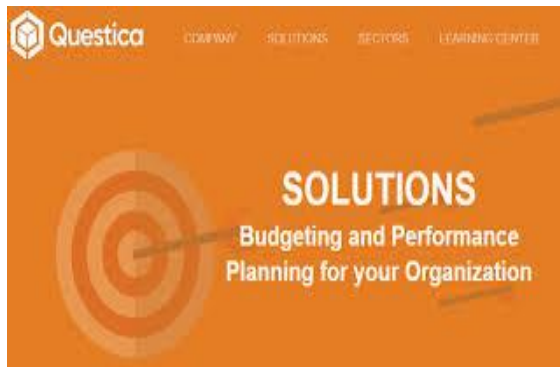 Questica
COMPANY SOLUTIONS SECTORS LEARNING CENTER
SOLUTIONS
Budgeting and Performance
Planning for your Organization